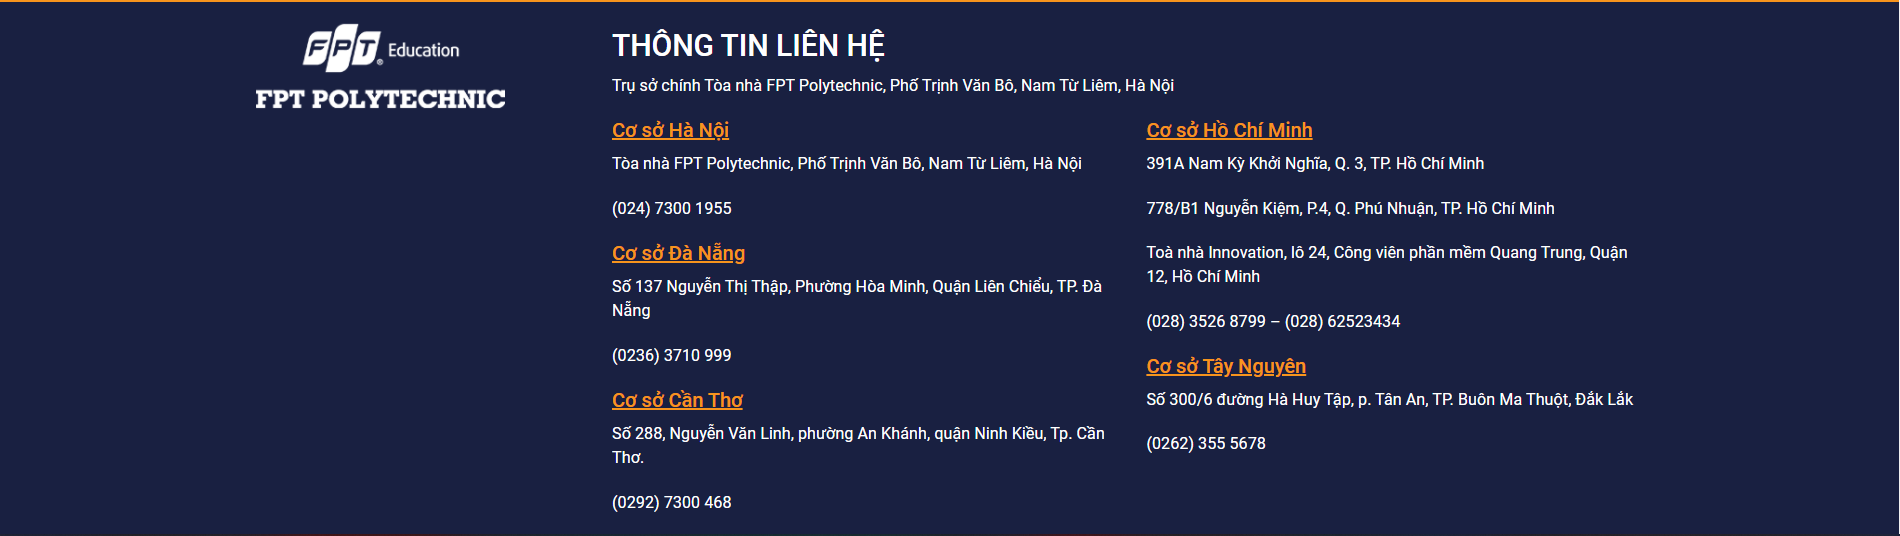 FPT Education
FPT POLYTECHNIC
THÔNG TIN LIÊN HỆ
Trụ sở chính Tòa nhà FPT Polytechnic, Phố Trịnh Văn Bô, Nam Từ Liêm, Hà Nội
Cơ sở Hà Nội
Tòa nhà FPT Polytechnic, Phố Trịnh Văn Bô, Nam Từ Liêm, Hà Nội
(024) 7300 1955
Cơ sở Đà Nẵng
Số 137 Nguyễn Thị Thập, Phường Hòa Minh, Quận Liên Chiểu, TP. Đà
Nẵng
(0236) 3710 999
Cơ sở Cần Thơ
Số 288, Nguyễn Văn Linh, phường An Khánh, quận Ninh Kiều, Tp. Cần
Thơ.
(0292) 7300 468
Cơ sở Hồ Chí Minh
391A Nam Kỳ Khởi Nghĩa, Q. 3, TP. Hồ Chí Minh
778/B1 Nguyễn Kiệm, P.4, Q. Phú Nhuận, TP. Hồ Chí Minh
Toà nhà Innovation, lô 24, Công viên phần mềm Quang Trung, Quận
12, Hồ Chí Minh
(028) 3526 8799 – (028) 62523434
Cơ sở Tây Nguyên
Số 300/6 đường Hà Huy Tập, p. Tân An, TP. Buôn Ma Thuột, Đắk Lắk
(0262) 355 5678